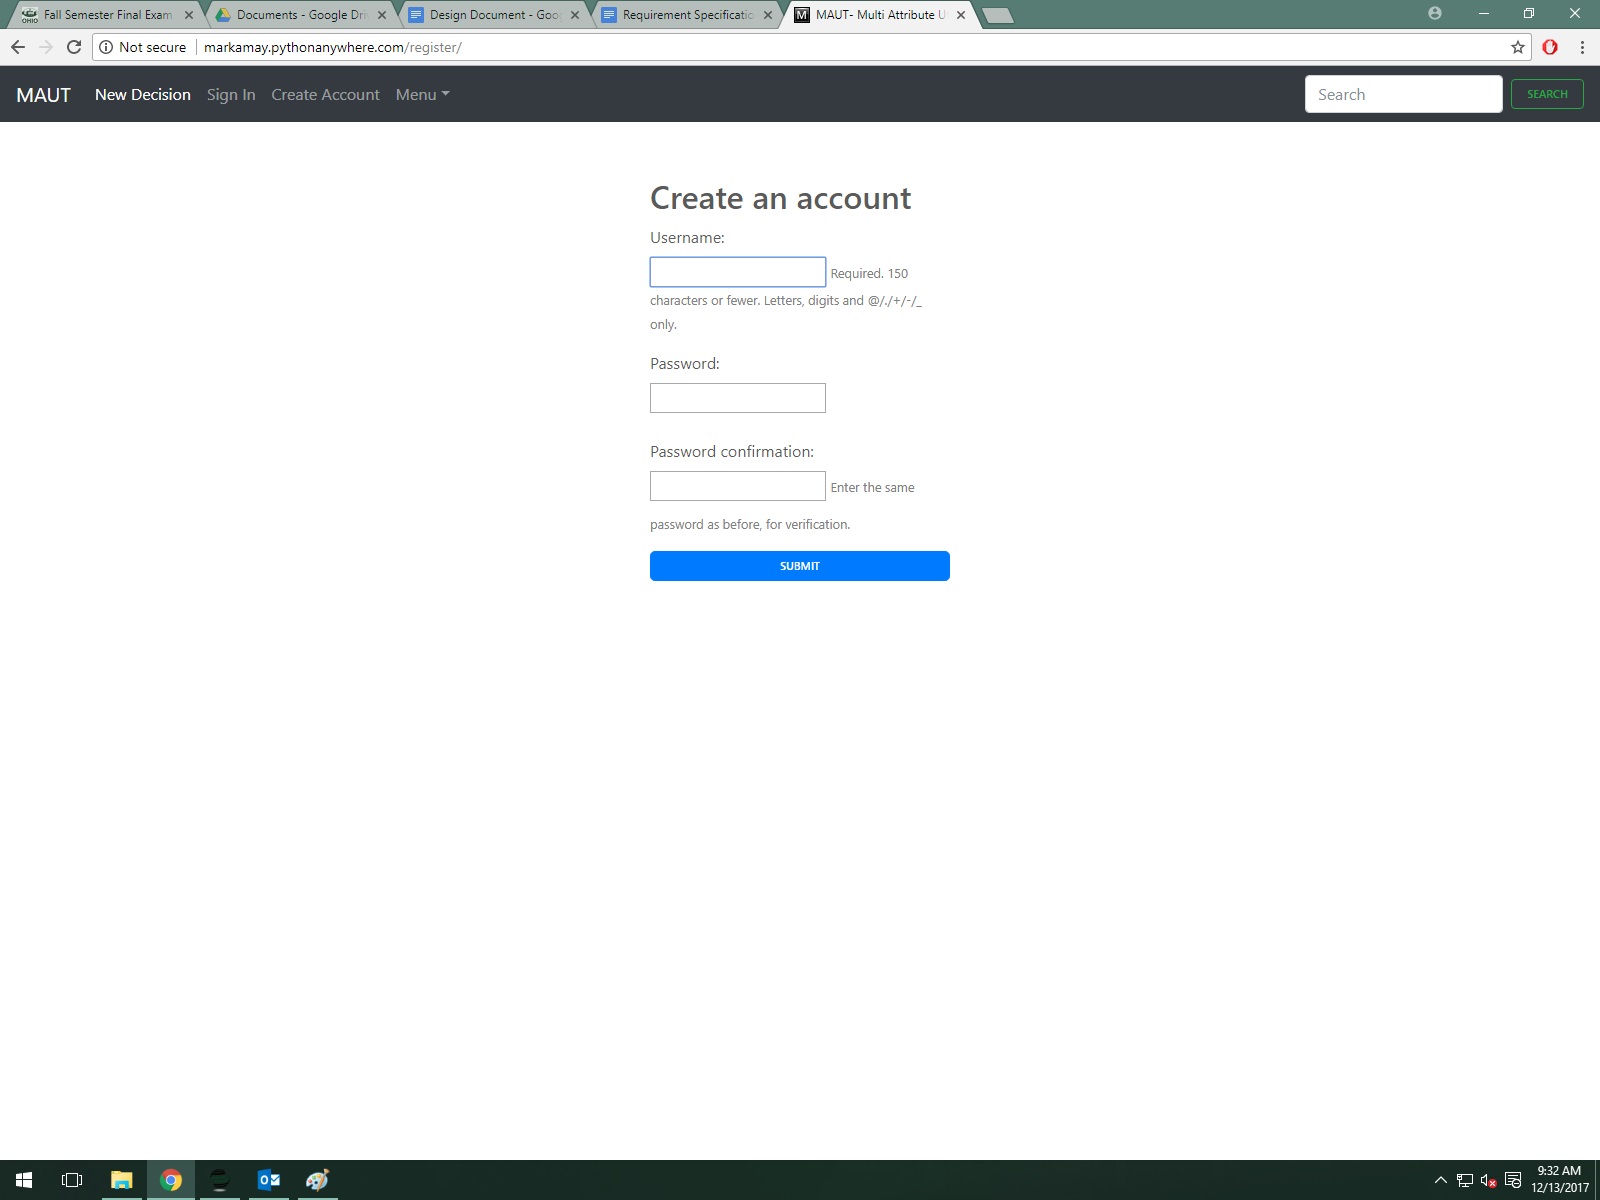 Fall Semester Final Exam
Documents - Google Dri
Design Document - Goog
Requirement Specificatio
MAUT- Multi Attribute U
Not secure
markamay.pythonanywhere.com/register/
MAUT
New Decision
Sign In
Create Account
Menu
Search
SEARCH
Create an account
Username:
Required. 150
characters or fewer. Letters, digits and @/./+/-/_
only.
Password:
Password confirmation:
Enter the same
password as before, for verification.
SUBMIT
9:32 AM
12/13/2017